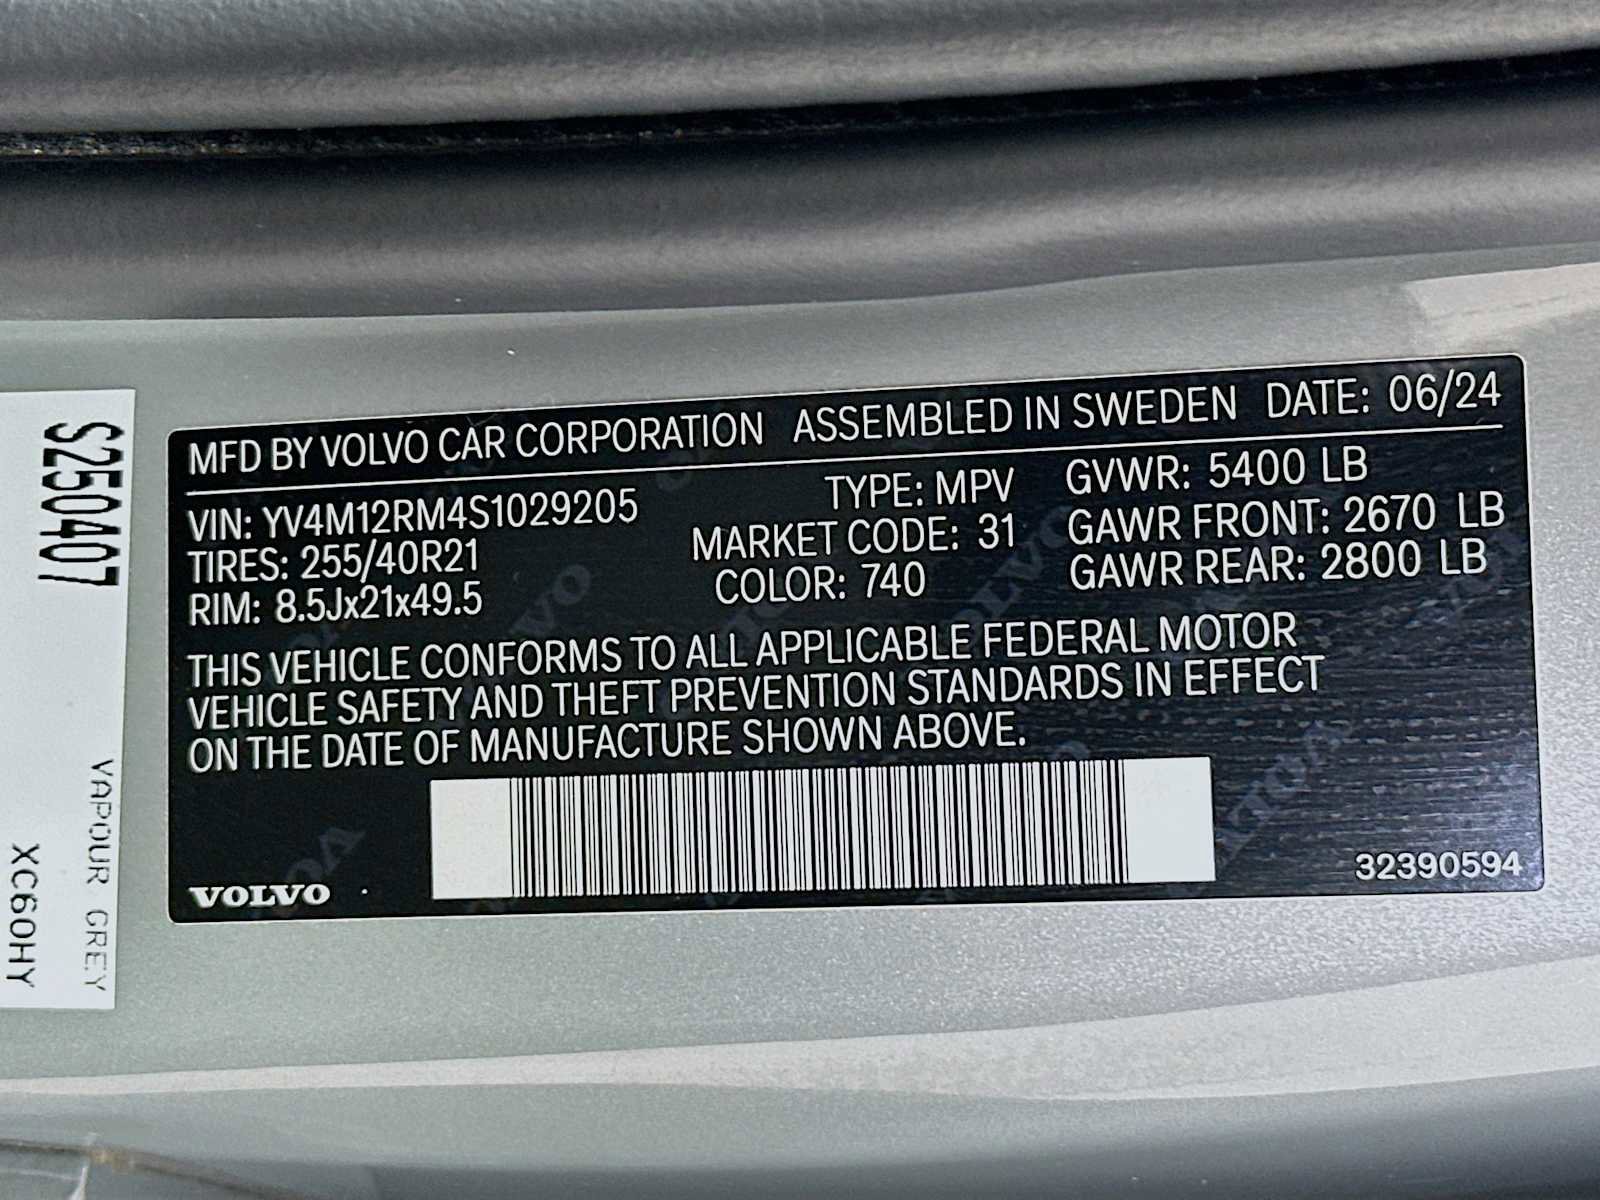 MFD BY VOLVO CAR CORPORATION ASSEMBLED IN SWEDEN DATE: 06/24
VIN: YV4M12RM4S1029205 TYPE: MPV GVWR: 5400 LB
TIRES: 255/40R21 MARKET CODE: 31 GAWR FRONT: 2670 LB
RIM: 8.5Jx21x49.5 COLOR: 740 GAWR REAR: 2800 LB
THIS VEHICLE CONFORMS TO ALL APPLICABLE FEDERAL MOTOR
VEHICLE SAFETY AND THEFT PREVENTION STANDARDS IN EFFECT
ON THE DATE OF MANUFACTURE SHOWN ABOVE.
VOLVO
32390594
S250407
VAPOUR GREY
XC60HY